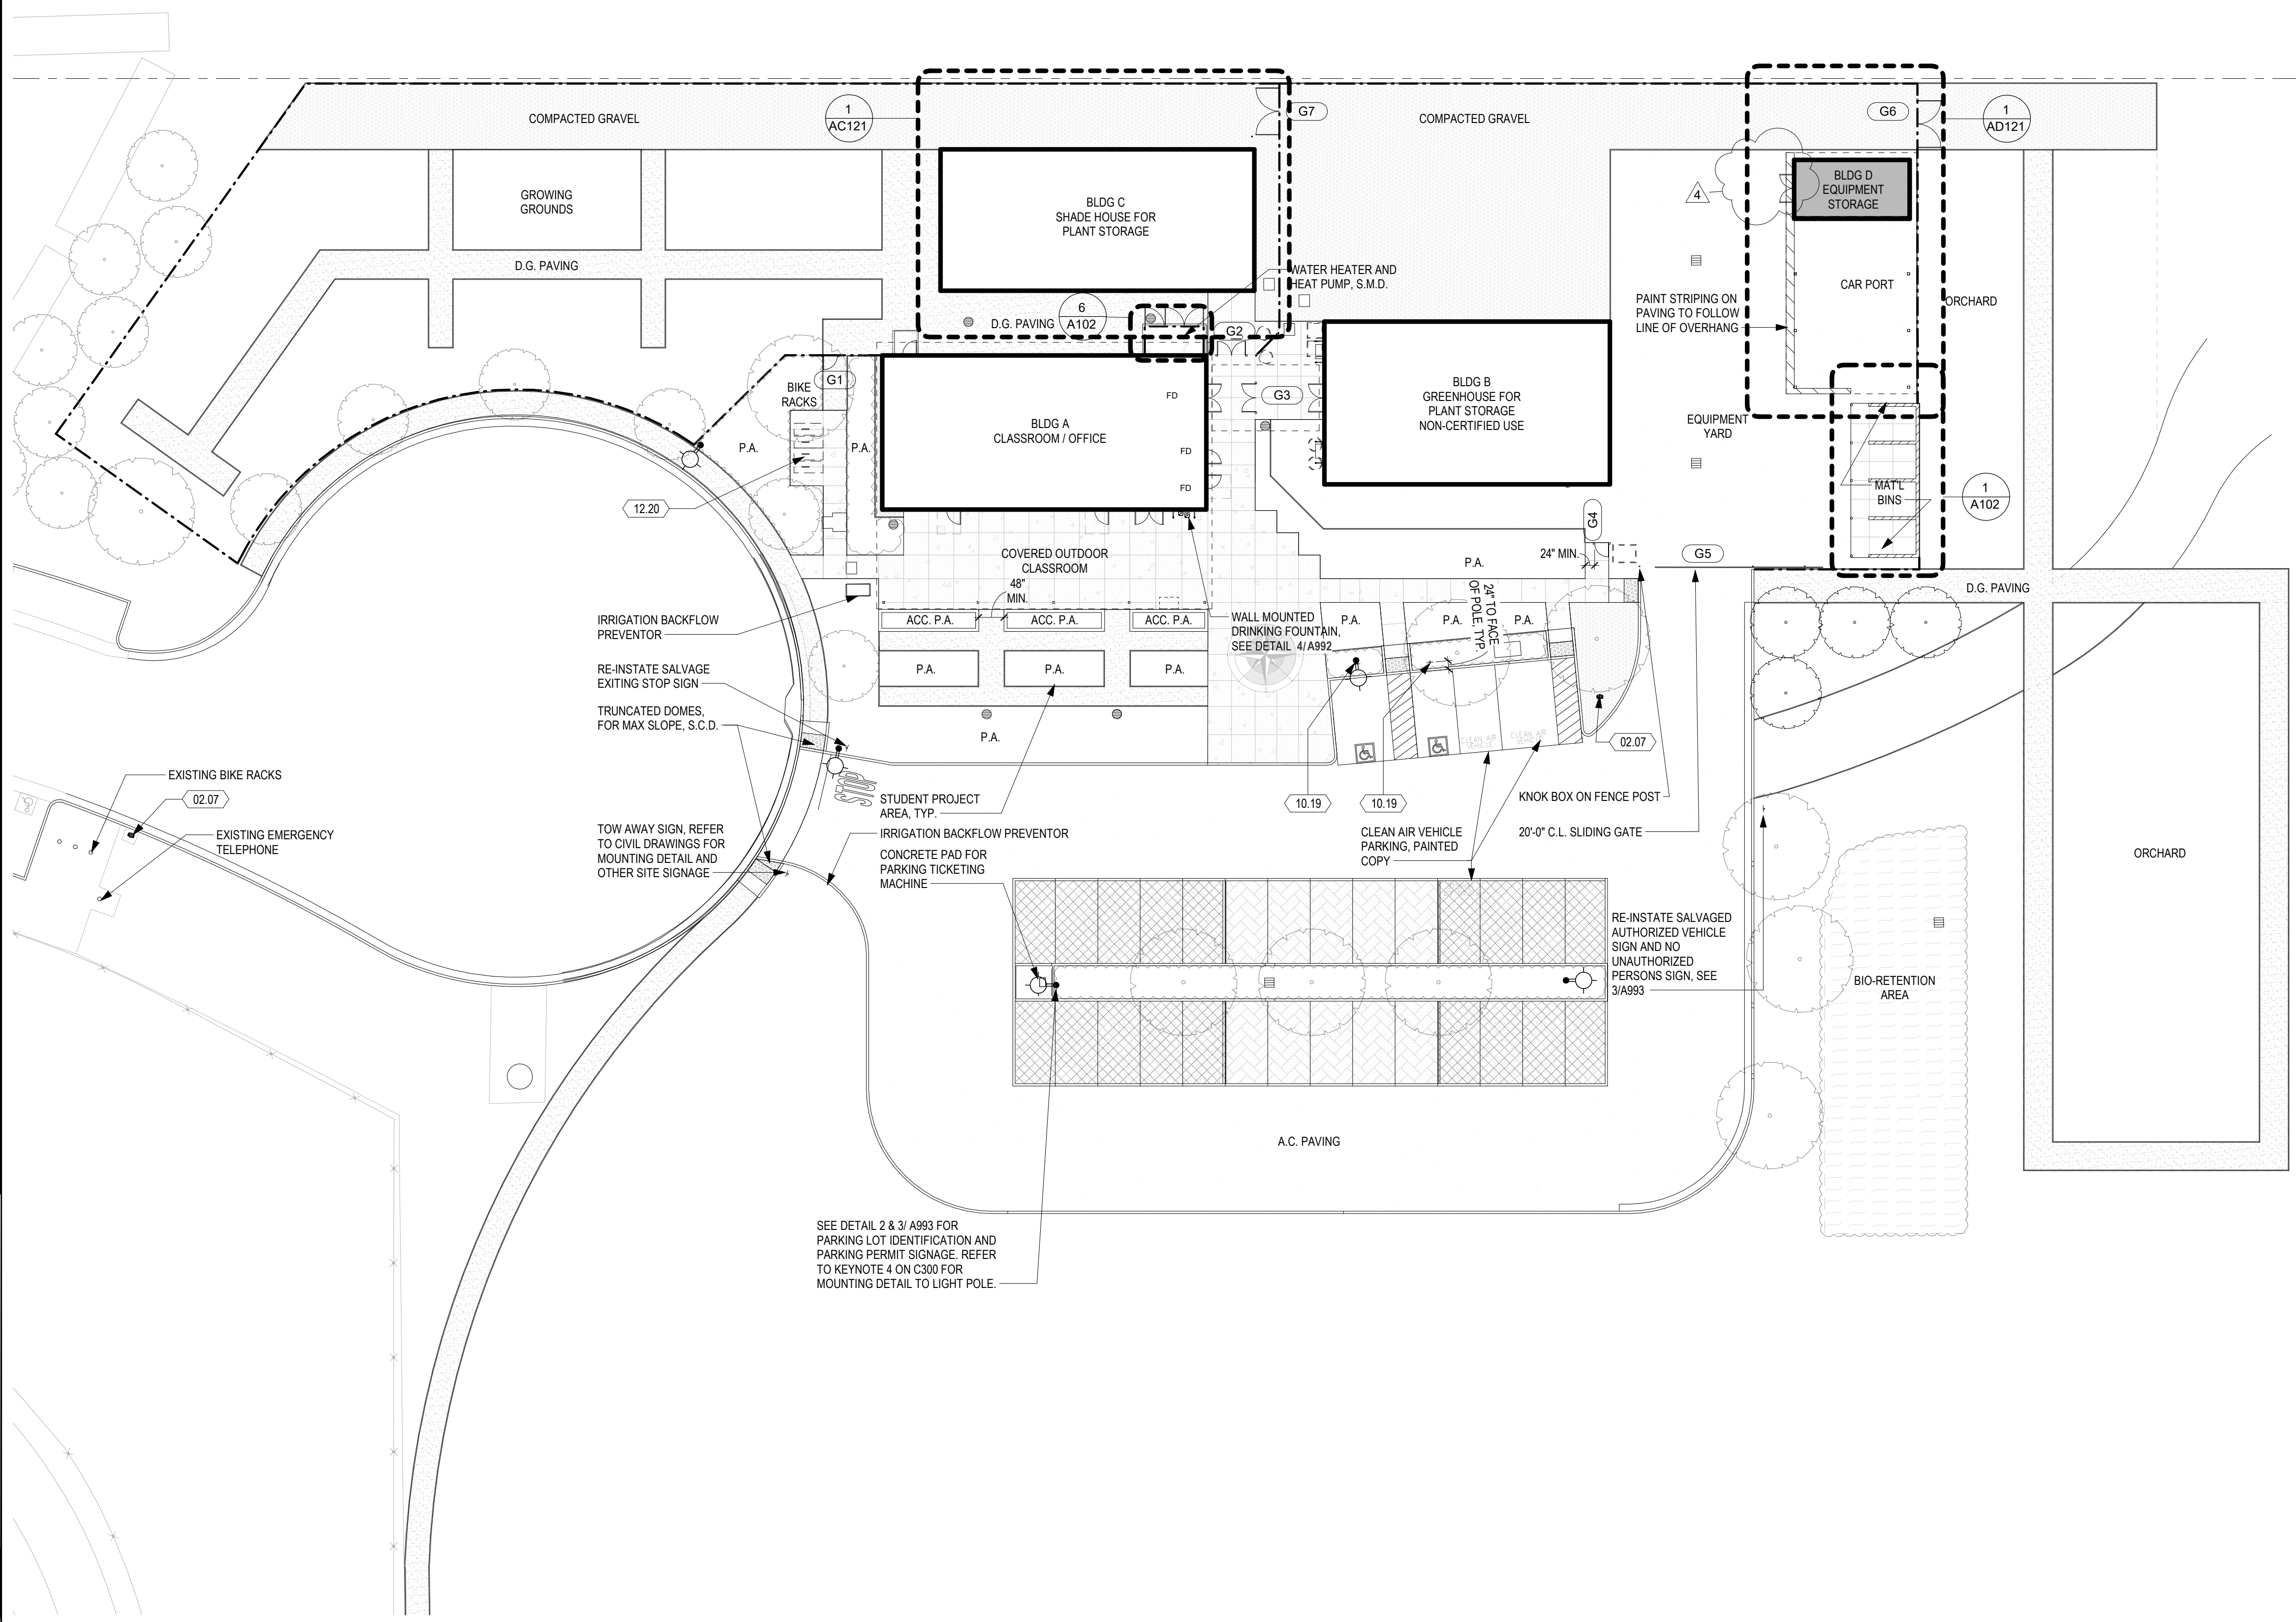 COMPACTED GRAVEL
1
AC121
G7
COMPACTED GRAVEL
G6
1
AD121
GROWING
GROUNDS
BLDG C
SHADE HOUSE FOR
PLANT STORAGE
4
BLDG D
EQUIPMENT
STORAGE
D.G. PAVING
WATER HEATER AND
HEAT PUMP, S.M.D.
CAR PORT
ORCHARD
PAINT STRIPING ON
PAVING TO FOLLOW
LINE OF OVERHANG
6
A102
D.G. PAVING
G2
BIKE
RACKS
G1
FD
G3
BLDG A
CLASSROOM / OFFICE
BLDG B
GREENHOUSE FOR
PLANT STORAGE
NON-CERTIFIED USE
EQUIPMENT
YARD
P.A.
P.A.
FD
FD
12.20
MAT'L
BINS
1
A102
G4
COVERED OUTDOOR
CLASSROOM
24" MIN.
G5
P.A.
48"
MIN.
D.G. PAVING
IRRIGATION BACKFLOW
PREVENTOR
ACC. P.A.
ACC. P.A.
ACC. P.A.
WALL MOUNTED
DRINKING FOUNTAIN,
SEE DETAIL 4/A992
P.A.
P.A.
P.A.
24" TO FACE
OF POLE, TYP.
RE-INSTATE SALVAGE
EXITING STOP SIGN
P.A.
P.A.
P.A.
TRUNCATED DOMES,
FOR MAX SLOPE, S.C.D.
P.A.
CLEAN AIR
VEHICLE
CLEAN AIR
VEHICLE
02.07
STOP
EXISTING BIKE RACKS
02.07
STUDENT PROJECT
AREA, TYP.
10.19
10.19
KNOK BOX ON FENCE POST
EXISTING EMERGENCY
TELEPHONE
TOW AWAY SIGN, REFER
TO CIVIL DRAWINGS FOR
MOUNTING DETAIL AND
OTHER SITE SIGNAGE
IRRIGATION BACKFLOW PREVENTOR
CONCRETE PAD FOR
PARKING TICKETING
MACHINE
CLEAN AIR VEHICLE
PARKING, PAINTED
COPY
20'-0" C.L. SLIDING GATE
ORCHARD
RE-INSTATE SALVAGED
AUTHORIZED VEHICLE
SIGN AND NO
UNAUTHORIZED
PERSONS SIGN, SEE
3/A993
BIO-RETENTION
AREA
A.C. PAVING
SEE DETAIL 2 & 3/ A993 FOR
PARKING LOT IDENTIFICATION AND
PARKING PERMIT SIGNAGE. REFER
TO KEYNOTE 4 ON C300 FOR
MOUNTING DETAIL TO LIGHT POLE.